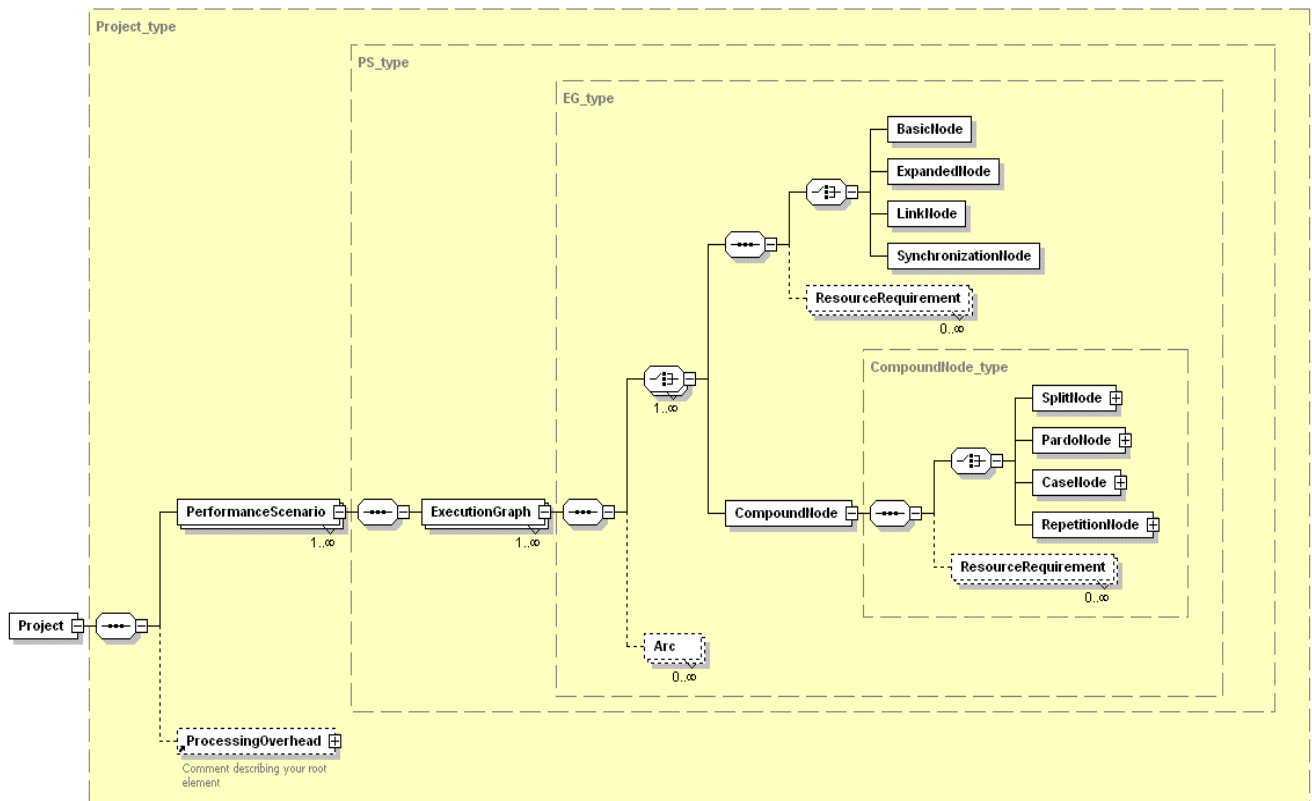 Project_type
PS_type
EG_type
BasicNode
ExpandedNode
LinkNode
SynchronizationNode
ResourceRequirement
0..∞
CompoundNode_type
1..∞
SplitNode
PardoNode
CaseNode
RepetitionNode
PerformanceScenario
1..∞
ExecutionGraph
1..∞
CompoundNode
ResourceRequirement
0..∞
Project
Arc
0..∞
ProcessingOverhead
Comment describing your root
element